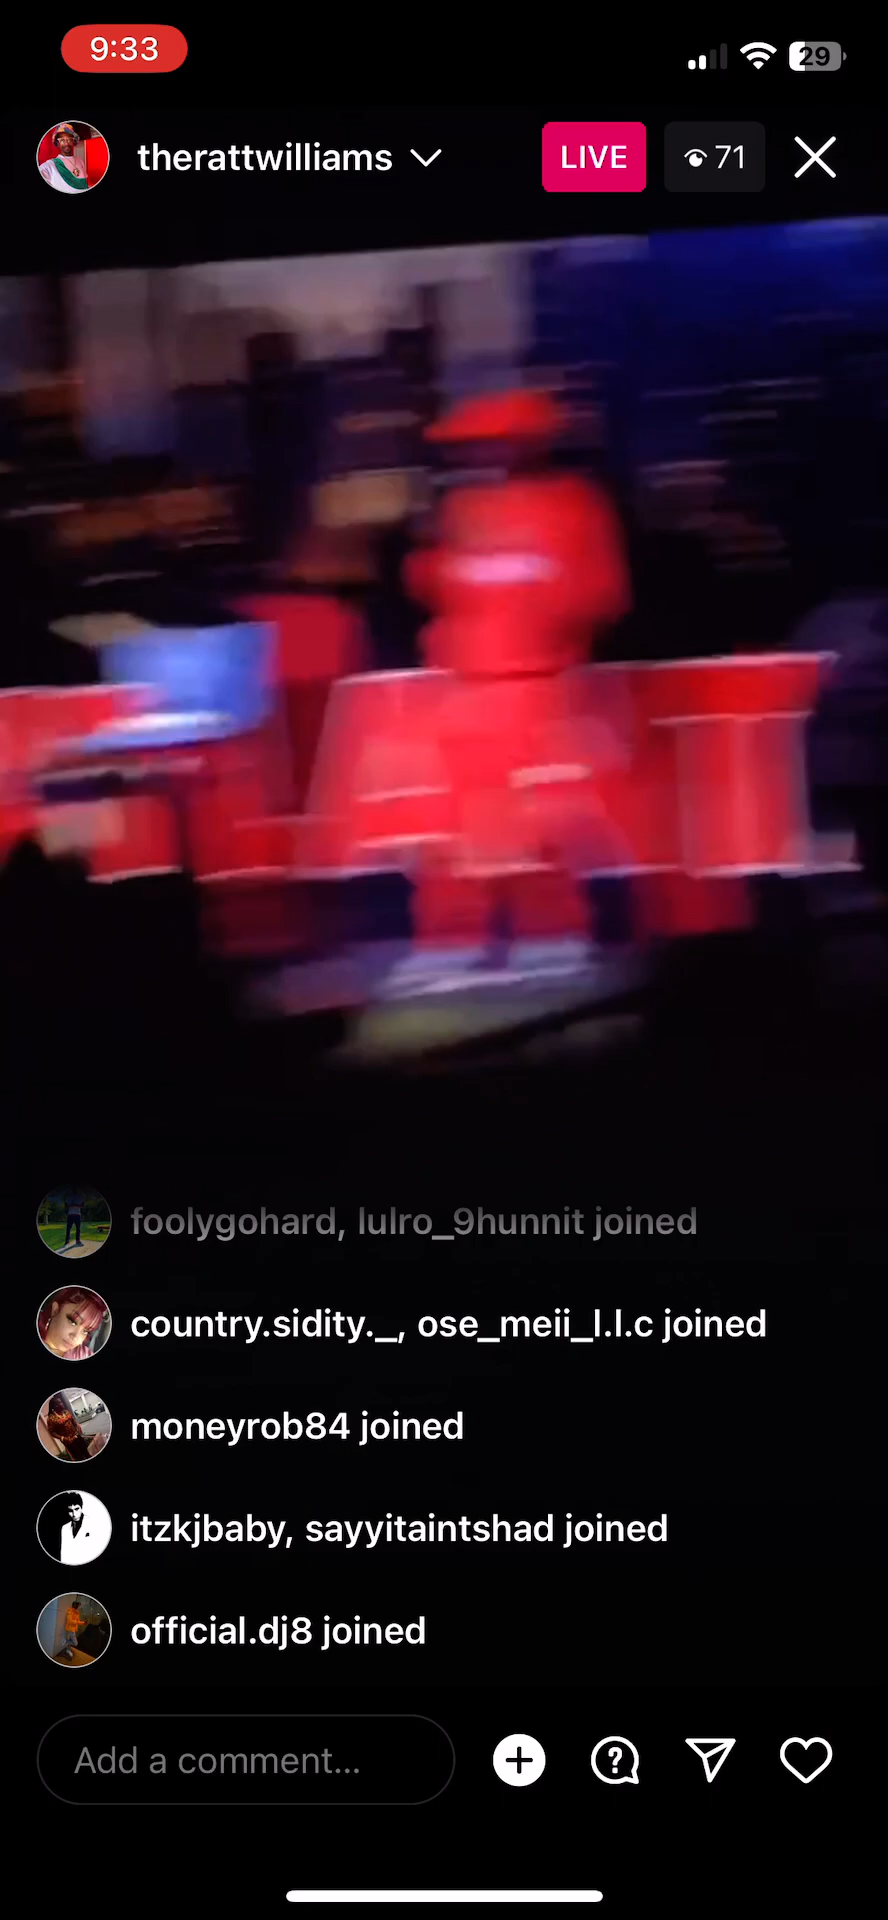 9:33
29
therattwilliams
LIVE
71
foolygohard, lulro_9hunnit joined
country.sidity._, ose_meii_l.l.c joined
moneyrob84 joined
itzkjbaby, sayyitaintshad joined
official.dj8 joined
Add a comment...